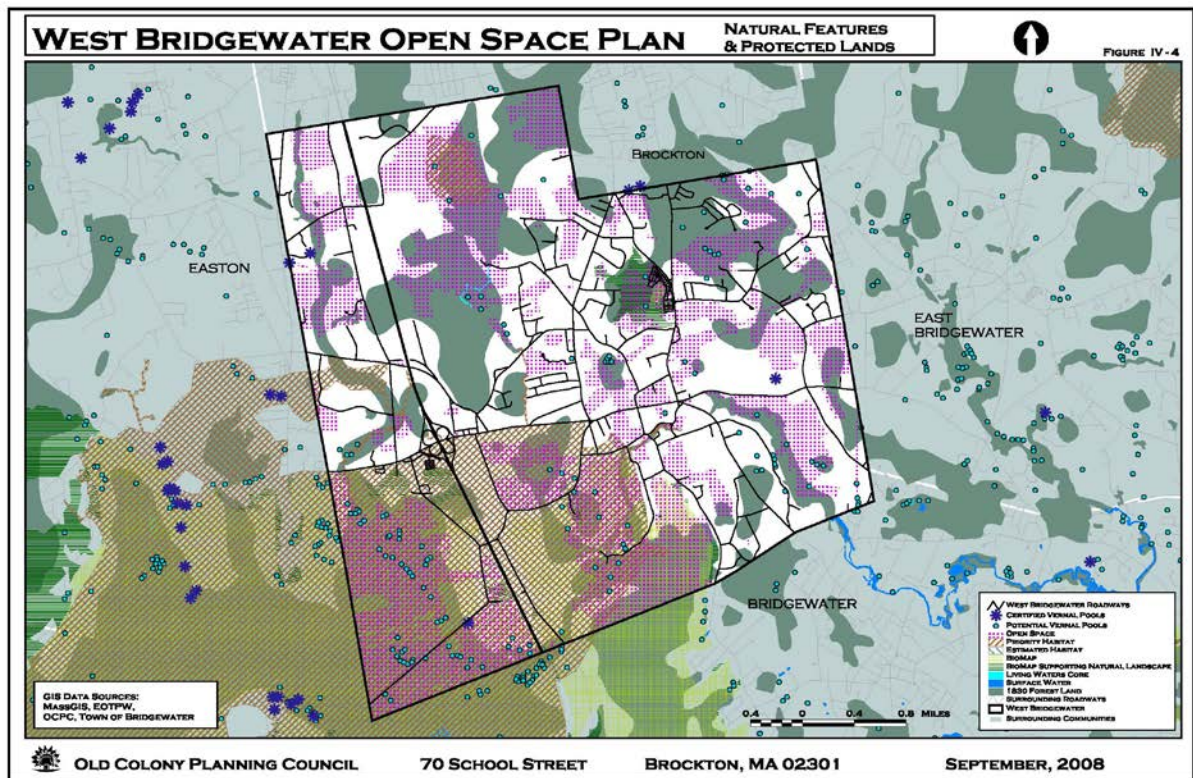 WEST BRIDGEWATER OPEN SPACE PLAN
NATURAL FEATURES
& PROTECTED LANDS
FIGURE IV-4
BROCKTON
EASTON
EAST
BRIDGEWATER
BRIDGEWATER
WEST BRIDGEWATER ROADWAYS
CERTIFIED VERNAL POOLS
POTENTIAL VERNAL POOLS
OPEN SPACE
PRIORITY HABITAT
ESTIMATED HABITAT
BIOMAP
BIOMAP SUPPORTING NATURAL LANDSCAPE
LIVING WATERS CORE
SURFACE WATER
1830 FOREST LAND
SURROUNDING ROADWAYS
WEST BRIDGEWATER
SURROUNDING COMMUNITIES
GIS DATA SOURCES:
MASSGIS, EOTPW,
OCPC, TOWN OF BRIDGEWATER
0.4 0 0.8 MILES
OLD COLONY PLANNING COUNCIL 70 SCHOOL STREET BROCKTON, MA 02301 SEPTEMBER, 2008